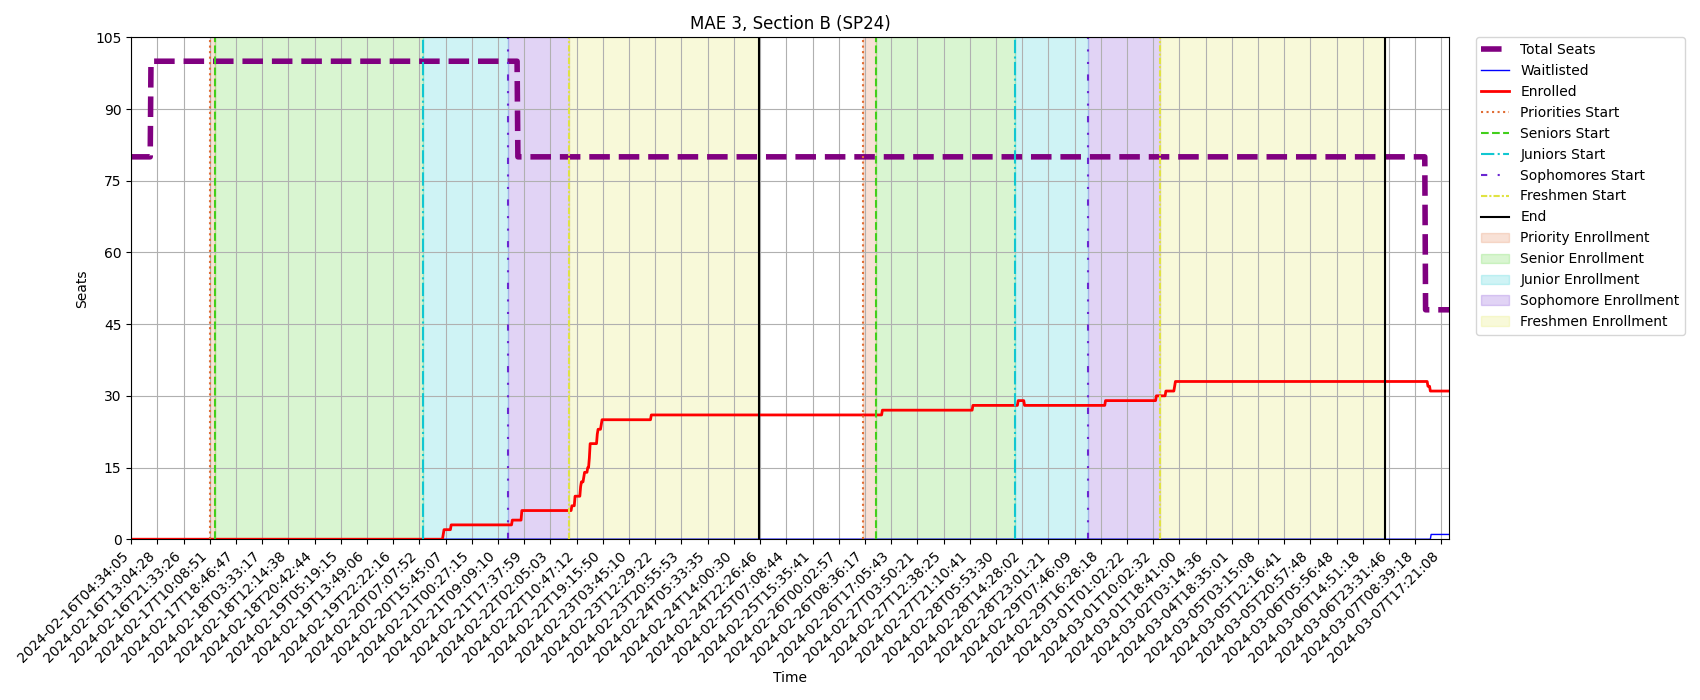 MAE 3, Section B (SP24)
105
90
75
60
45
30
15
0
Seats
2024-02-16T04:34:05
2024-02-16T13:04:28
2024-02-16T21:33:26
2024-02-17T10:08:51
2024-02-17T18:46:47
2024-02-18T03:33:17
2024-02-18T12:14:38
2024-02-18T20:42:44
2024-02-19T05:19:15
2024-02-19T13:49:06
2024-02-19T22:22:16
2024-02-20T07:07:52
2024-02-20T15:45:07
2024-02-21T00:27:15
2024-02-21T09:09:10
2024-02-21T17:37:59
2024-02-22T02:05:03
2024-02-22T10:47:12
2024-02-22T19:15:50
2024-02-23T03:45:10
2024-02-23T12:29:22
2024-02-23T20:55:53
2024-02-24T05:33:35
2024-02-24T14:00:30
2024-02-24T22:26:46
2024-02-25T07:08:44
2024-02-25T15:35:41
2024-02-26T00:02:57
2024-02-26T08:36:17
2024-02-26T17:05:43
2024-02-27T03:50:21
2024-02-27T12:38:25
2024-02-27T21:10:41
2024-02-28T05:53:30
2024-02-28T14:28:02
2024-02-28T23:01:21
2024-02-29T07:46:09
2024-02-29T16:28:18
2024-03-01T01:02:22
2024-03-01T10:02:32
2024-03-01T18:41:00
2024-03-02T03:14:36
2024-03-04T18:35:01
2024-03-05T03:15:08
2024-03-05T12:16:41
2024-03-05T20:57:48
2024-03-06T05:56:48
2024-03-06T14:51:18
2024-03-06T23:31:46
2024-03-07T08:39:18
2024-03-07T17:21:08
Time
Total Seats
Waitlisted
Enrolled
Priorities Start
Seniors Start
Juniors Start
Sophomores Start
Freshmen Start
End
Priority Enrollment
Senior Enrollment
Junior Enrollment
Sophomore Enrollment
Freshmen Enrollment